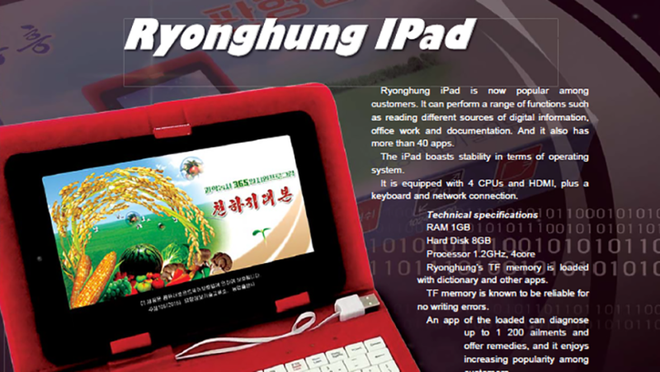 Ryonghung IPad
Ryonghung iPad is now popular among
customers. It can perform a range of functions such
as reading different sources of digital information,
office work and documentation. And it also has
more than 40 apps.
The iPad boasts stability in terms of operating
system.
It is equipped with 4 CPUs and HDMI, plus a
keyboard and network connection.
Technical specifications
RAM 1GB
Hard Disk 8GB
Processor 1.2GHz, 4core
Ryonghung's TF memory is loaded
with dictionary and other apps.
TF memory is known to be reliable for
no writing errors.
An app of the loaded can diagnose
up to 1 200 ailments and
offer remedies, and it enjoys
increasing popularity among
customers
365
천하지대본